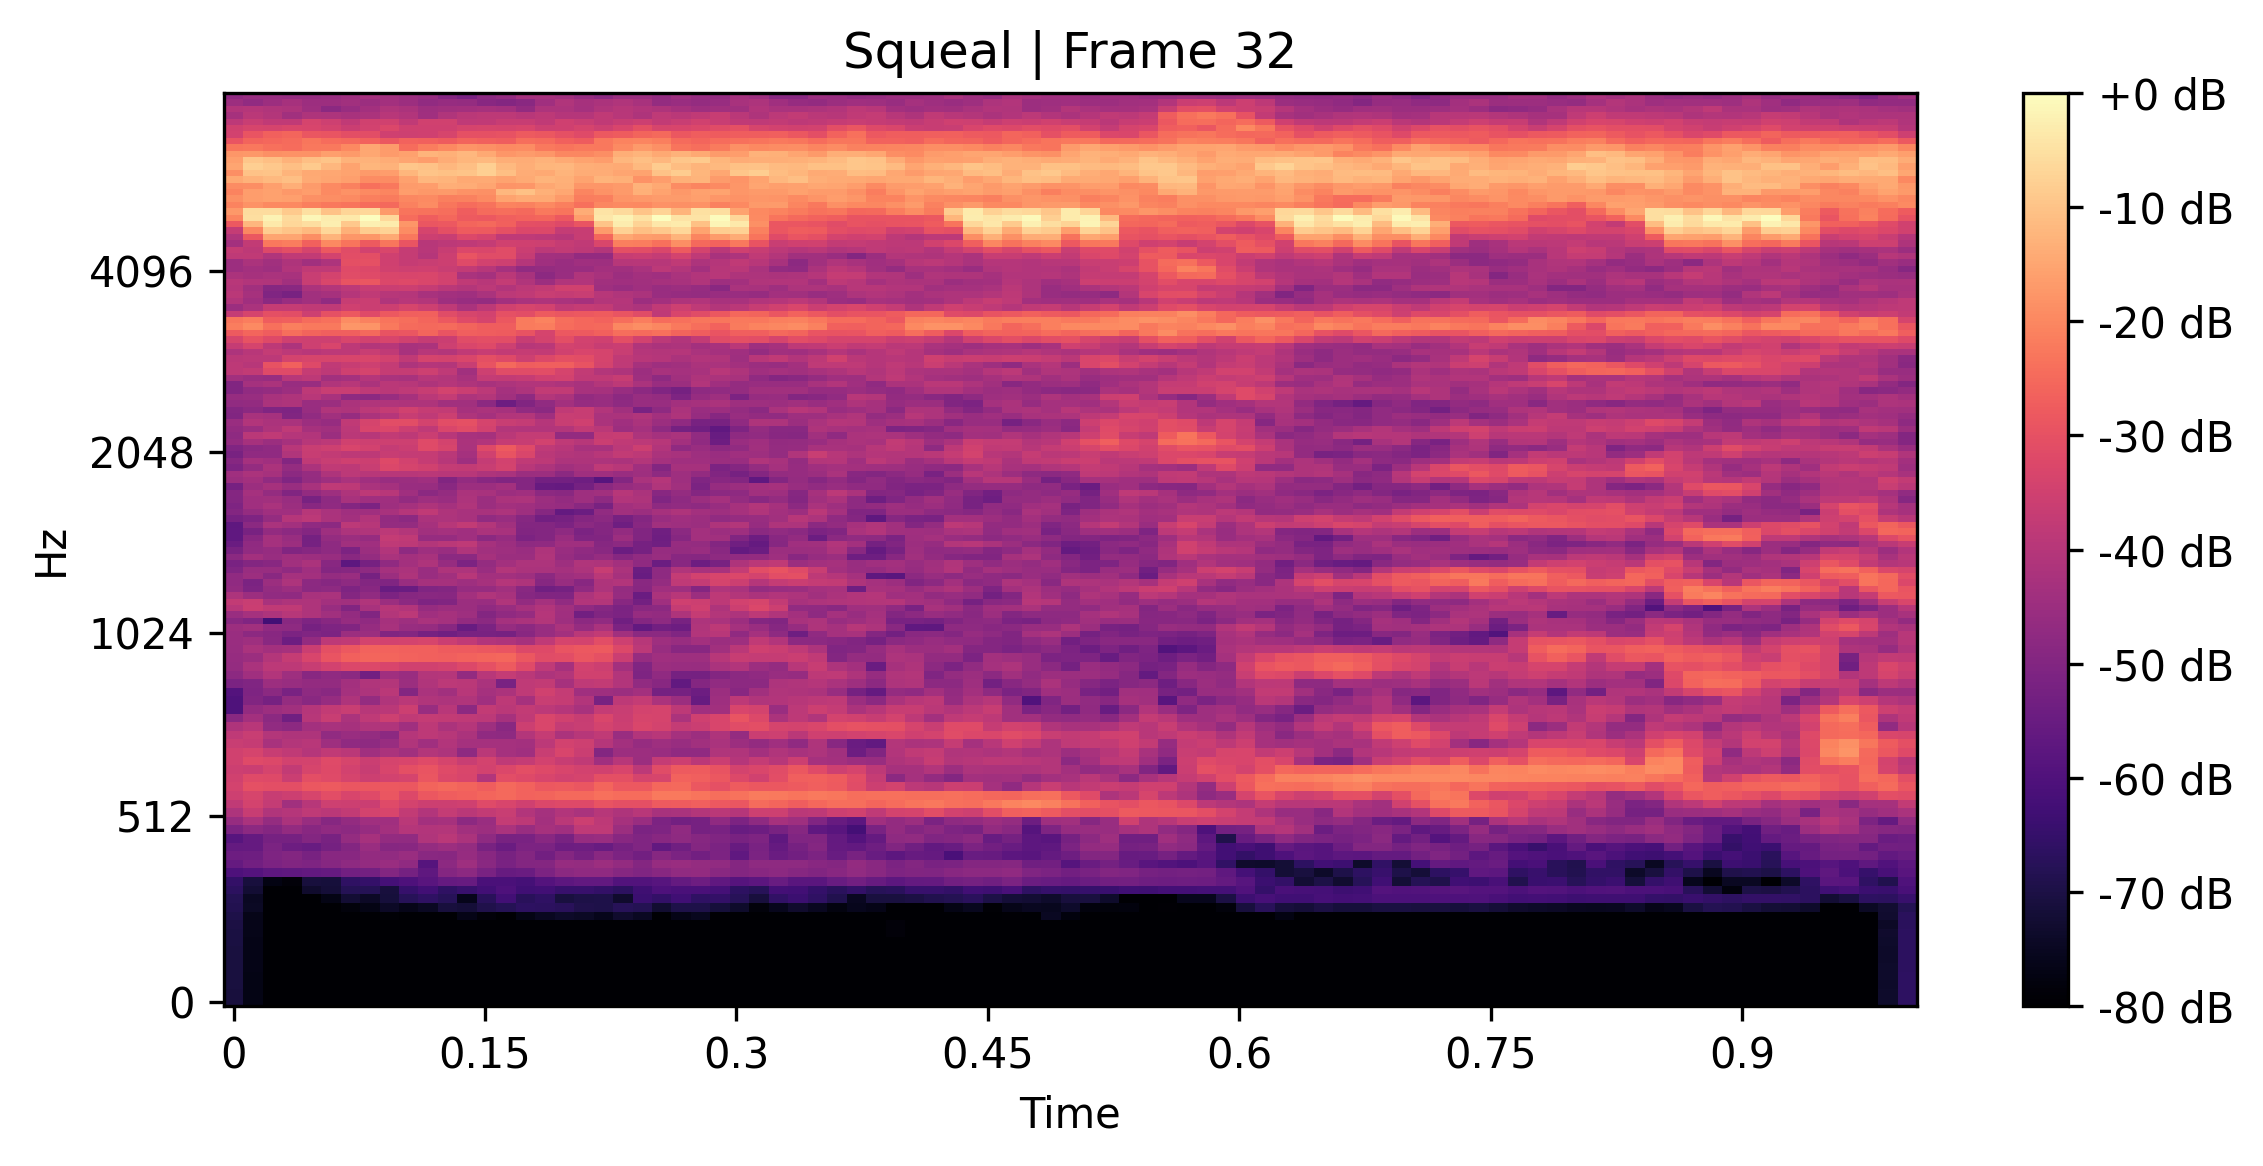 Squeal | Frame 32
+0 dB
-10 dB
-20 dB
-30 dB
-40 dB
-50 dB
-60 dB
-70 dB
-80 dB
Hz
4096
2048
1024
512
0
0 0.15 0.3 0.45 0.6 0.75 0.9
Time